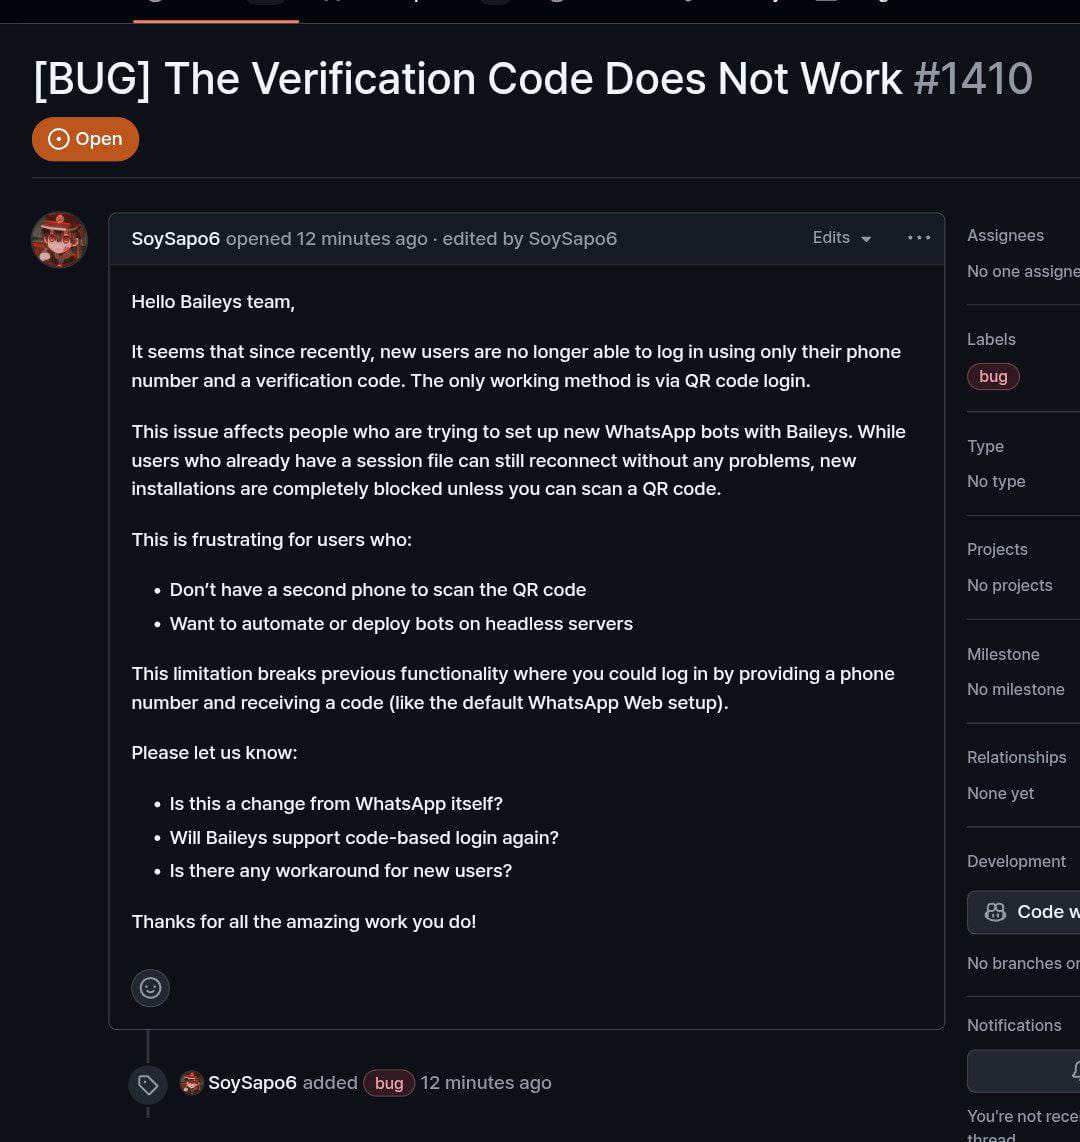 [BUG] The Verification Code Does Not Work #1410
Open
SoySapo6 opened 12 minutes ago · edited by SoySapo6
Edits
Hello Baileys team,
It seems that since recently, new users are no longer able to log in using only their phone
number and a verification code. The only working method is via QR code login.
This issue affects people who are trying to set up new WhatsApp bots with Baileys. While
users who already have a session file can still reconnect without any problems, new
installations are completely blocked unless you can scan a QR code.
This is frustrating for users who:
• Don’t have a second phone to scan the QR code
• Want to automate or deploy bots on headless servers
This limitation breaks previous functionality where you could log in by providing a phone
number and receiving a code (like the default WhatsApp Web setup).
Please let us know:
• Is this a change from WhatsApp itself?
• Will Baileys support code-based login again?
• Is there any workaround for new users?
Thanks for all the amazing work you do!
SoySapo6 added bug 12 minutes ago
Assignees
No one assigne
Labels
bug
Type
No type
Projects
No projects
Milestone
No milestone
Relationships
None yet
Development
Code w
No branches or
Notifications
You're not rece
thread.